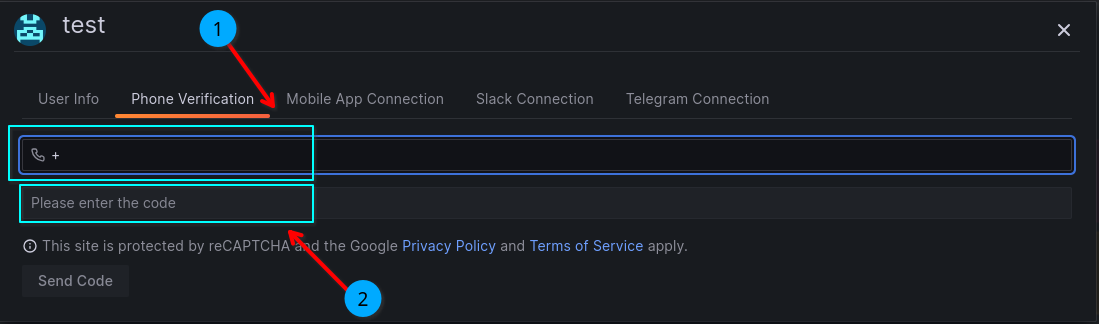 test
1
User Info Phone Verification Mobile App Connection Slack Connection Telegram Connection
+
Please enter the code
This site is protected by reCAPTCHA and the Google Privacy Policy and Terms of Service apply.
Send Code
2